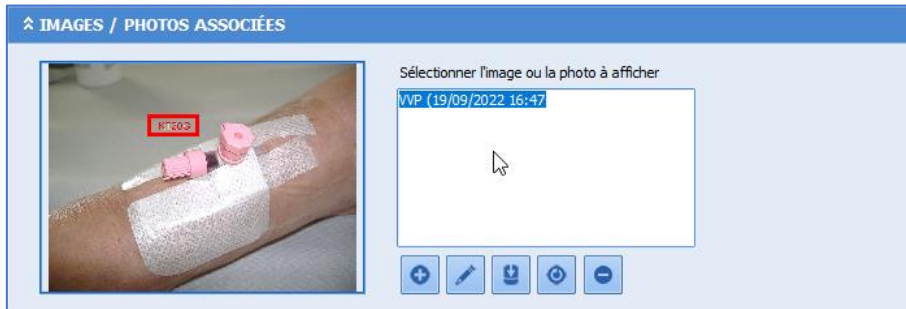 IMAGES / PHOTOS ASSOCIÉES
Sélectionner l'image ou la photo à afficher
VVP (19/09/2022 16:47